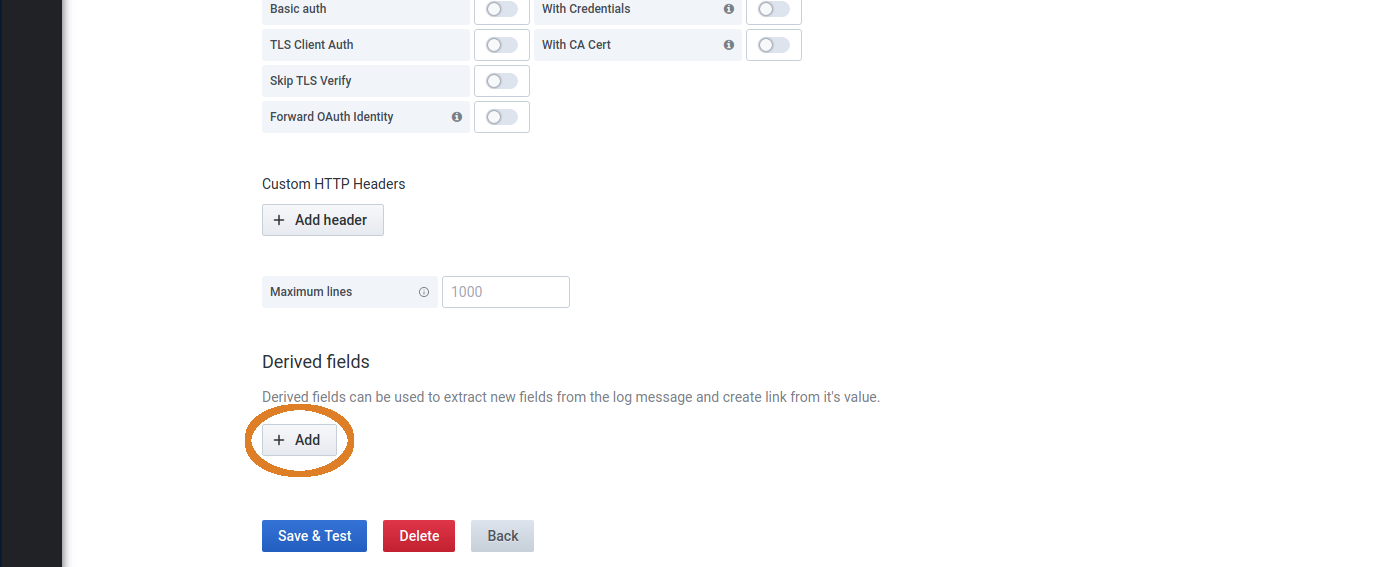 Basic auth With Credentials
TLS Client Auth With CA Cert
Skip TLS Verify
Forward OAuth Identity
Custom HTTP Headers
+ Add header
Maximum lines 1000
Derived fields
Derived fields can be used to extract new fields from the log message and create link from it's value.
+ Add
Save & Test Delete Back